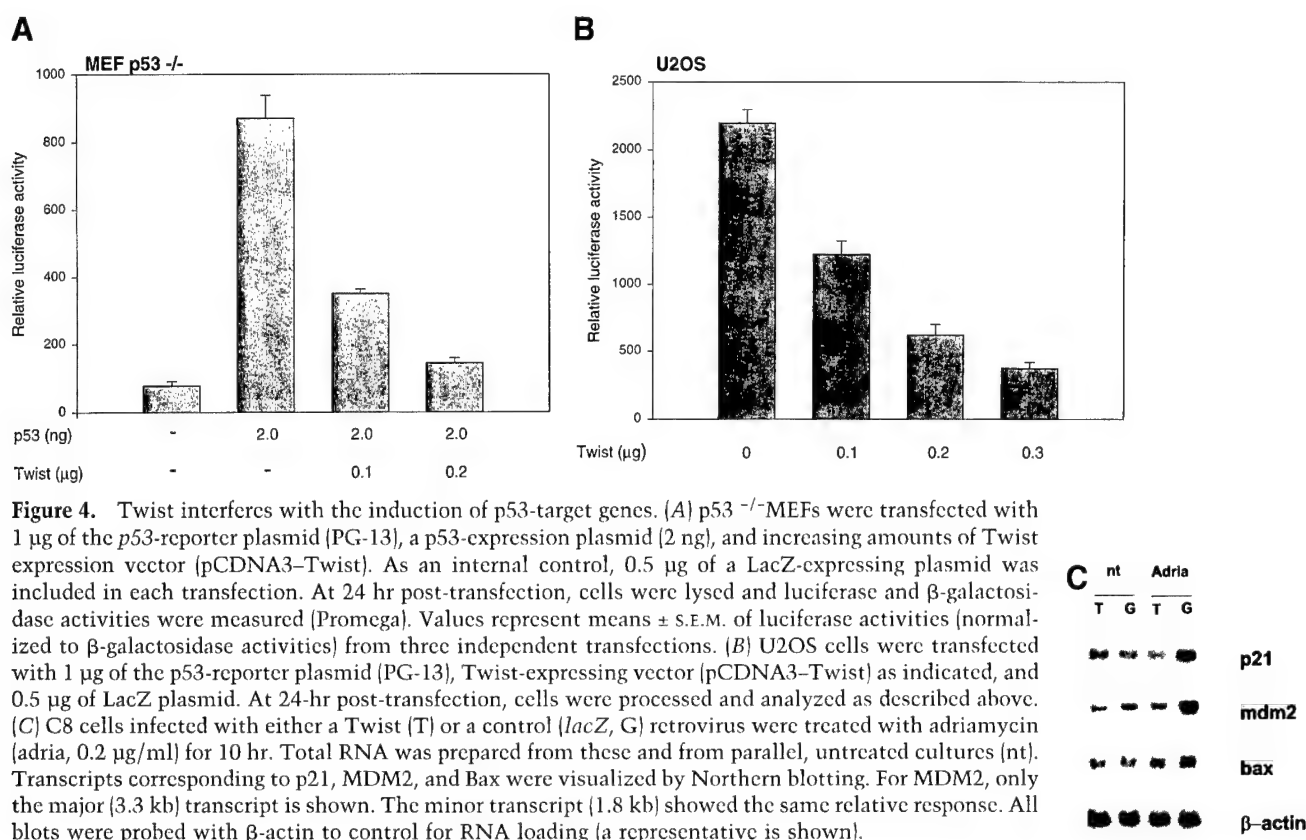 A
MEF p53 -/-
1000
800
600
400
200
0
Relative luciferase activity
p53 (ng) - 2.0 2.0 2.0
Twist (µg) - - 0.1 0.2
B
U2OS
2500
2000
1500
1000
500
0
Relative luciferase activity
Twist (µg) 0 0.1 0.2 0.3
Figure 4. Twist interferes with the induction of p53-target genes. (A) p53 -/-MEFs were transfected with
1 µg of the p53-reporter plasmid (PG-13), a p53-expression plasmid (2 ng), and increasing amounts of Twist
expression vector (pCDNA3–Twist). As an internal control, 0.5 µg of a LacZ-expressing plasmid was
included in each transfection. At 24 hr post-transfection, cells were lysed and luciferase and β-galactosi-
dase activities were measured (Promega). Values represent means ± S.E.M. of luciferase activities (normal-
ized to β-galactosidase activities) from three independent transfections. (B) U2OS cells were transfected
with 1 µg of the p53-reporter plasmid (PG-13), Twist-expressing vector (pCDNA3–Twist) as indicated, and
0.5 µg of LacZ plasmid. At 24-hr post-transfection, cells were processed and analyzed as described above.
(C) C8 cells infected with either a Twist (T) or a control (lacZ, G) retrovirus were treated with adriamycin
(adria, 0.2 µg/ml) for 10 hr. Total RNA was prepared from these and from parallel, untreated cultures (nt).
Transcripts corresponding to p21, MDM2, and Bax were visualized by Northern blotting. For MDM2, only
the major (3.3 kb) transcript is shown. The minor transcript (1.8 kb) showed the same relative response. All
blots were probed with β-actin to control for RNA loading (a representative is shown).
C
nt Adria
T G T G
p21
mdm2
bax
β–actin